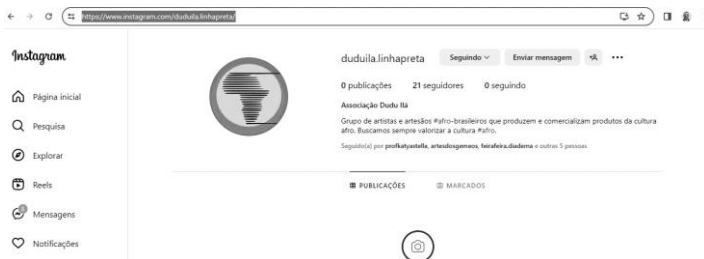 https://www.instagram.com/duduila.linhapreta/
Instagram
Página inicial
Pesquisa
Explorar
Reels
Mensagens
Notificações
duduila.linhapreta Seguindo Enviar mensagem
0 publicações 21 seguidores 0 seguindo
Associação Dudu Ilá
Grupo de artistas e artesãos #afro-brasileiros que produzem e comercializam produtos da cultura
afro. Buscamos sempre valorizar a cultura #afro.
Seguido(a) por profkatyastella, artesdosgemeos, feirafeira.diadema e outras 5 pessoas
PUBLICAÇÕES MARCADOS